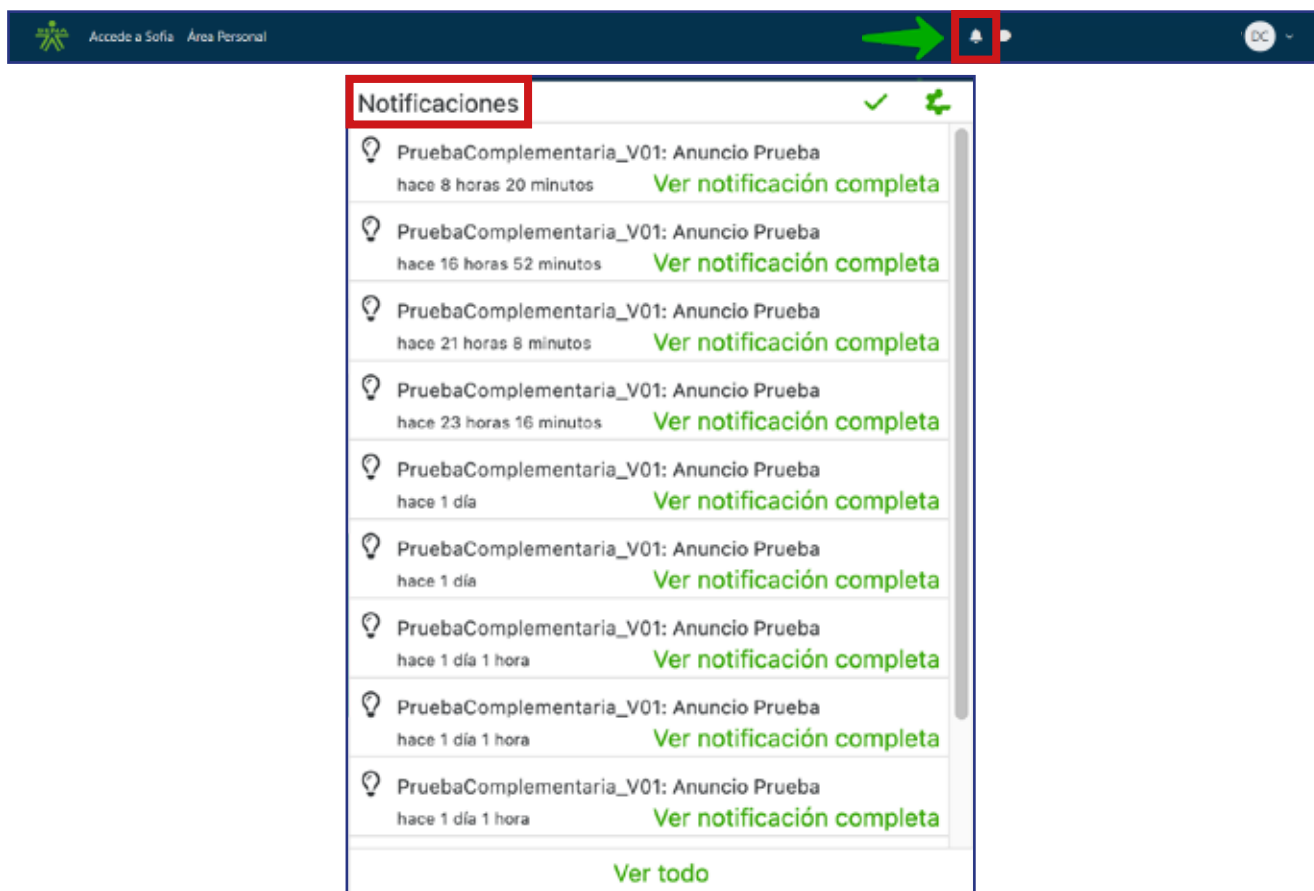 Accede a Sofia Área Personal
DC
Notificaciones
PruebaComplementaria_V01: Anuncio Prueba
hace 8 horas 20 minutos Ver notificación completa
PruebaComplementaria_V01: Anuncio Prueba
hace 16 horas 52 minutos Ver notificación completa
PruebaComplementaria_V01: Anuncio Prueba
hace 21 horas 8 minutos Ver notificación completa
PruebaComplementaria_V01: Anuncio Prueba
hace 23 horas 16 minutos Ver notificación completa
PruebaComplementaria_V01: Anuncio Prueba
hace 1 día Ver notificación completa
PruebaComplementaria_V01: Anuncio Prueba
hace 1 día Ver notificación completa
PruebaComplementaria_V01: Anuncio Prueba
hace 1 día 1 hora Ver notificación completa
PruebaComplementaria_V01: Anuncio Prueba
hace 1 día 1 hora Ver notificación completa
PruebaComplementaria_V01: Anuncio Prueba
hace 1 día 1 hora Ver notificación completa
Ver todo